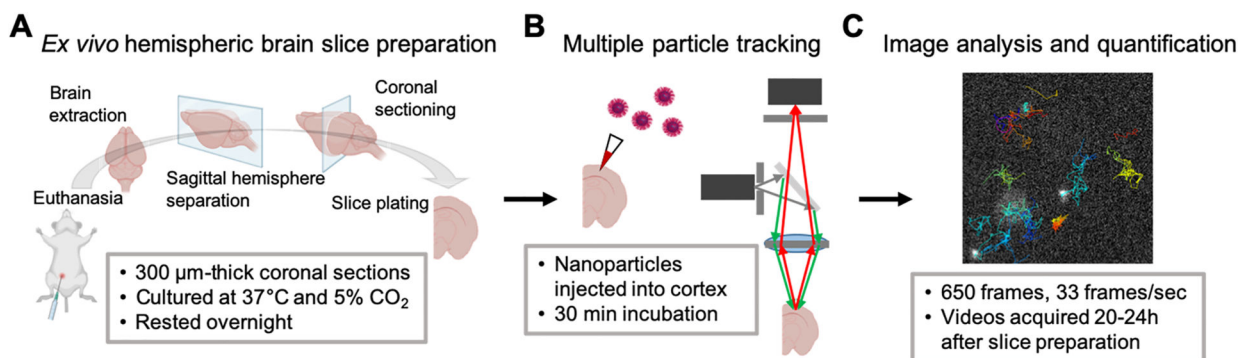 A
Ex vivo hemispheric brain slice preparation
Brain
extraction
Coronal
sectioning
Euthanasia
Sagittal hemisphere
separation
Slice plating
• 300 µm-thick coronal sections
• Cultured at 37°C and 5% CO₂
• Rested overnight
B
Multiple particle tracking
• Nanoparticles
injected into cortex
• 30 min incubation
C
Image analysis and quantification
• 650 frames, 33 frames/sec
• Videos acquired 20-24h
after slice preparation